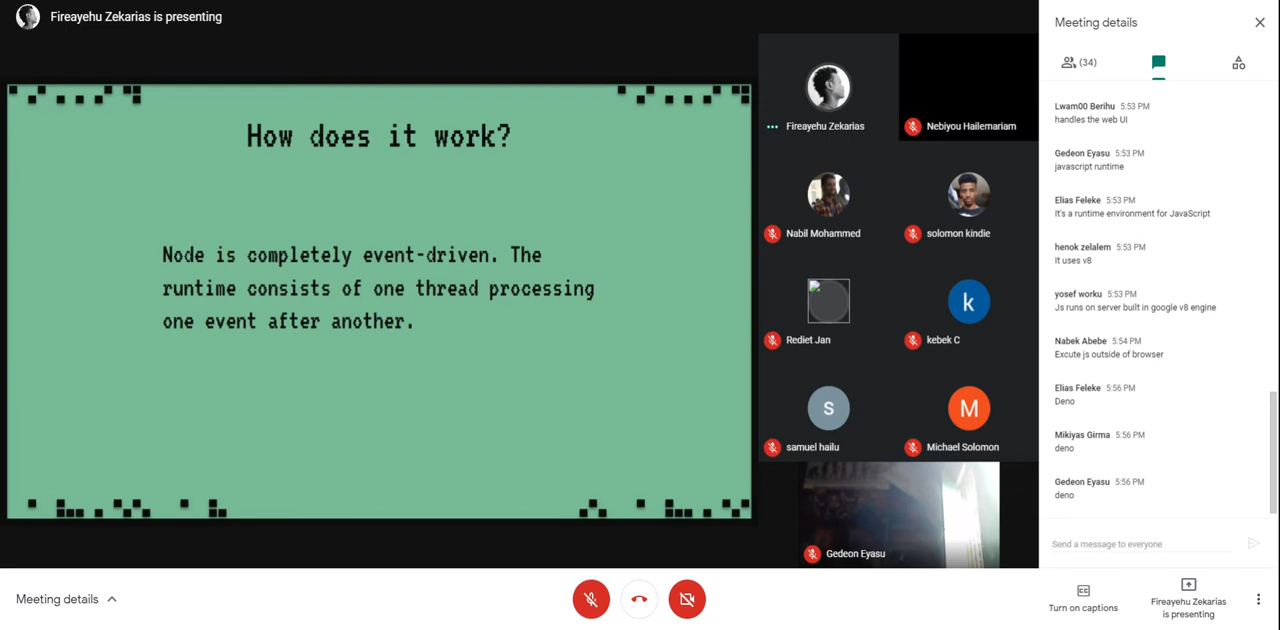 Fireayehu Zekarias is presenting
How does it work?
Node is completely event-driven. The
runtime consists of one thread processing
one event after another.
Fireayehu Zekarias
Nebiyou Hailemariam
Nabil Mohammed
solomon kindie
Rediet Jan
k
kebek C
s
samuel hailu
M
Michael Solomon
Gedeon Eyasu
Meeting details
(34)
Lwam00 Berihu 5:53 PM
handles the web UI
Gedeon Eyasu 5:53 PM
javascript runtime
Elias Feleke 5:53 PM
It's a runtime environment for JavaScript
henok zelalem 5:53 PM
It uses v8
yosef worku 5:53 PM
Js runs on server built in google v8 engine
Nabek Abebe 5:54 PM
Excute js outside of browser
Elias Feleke 5:56 PM
Deno
Mikiyas Girma 5:56 PM
deno
Gedeon Eyasu 5:56 PM
deno
Send a message to everyone
Meeting details
CC
Turn on captions
Fireayehu Zekarias
is presenting